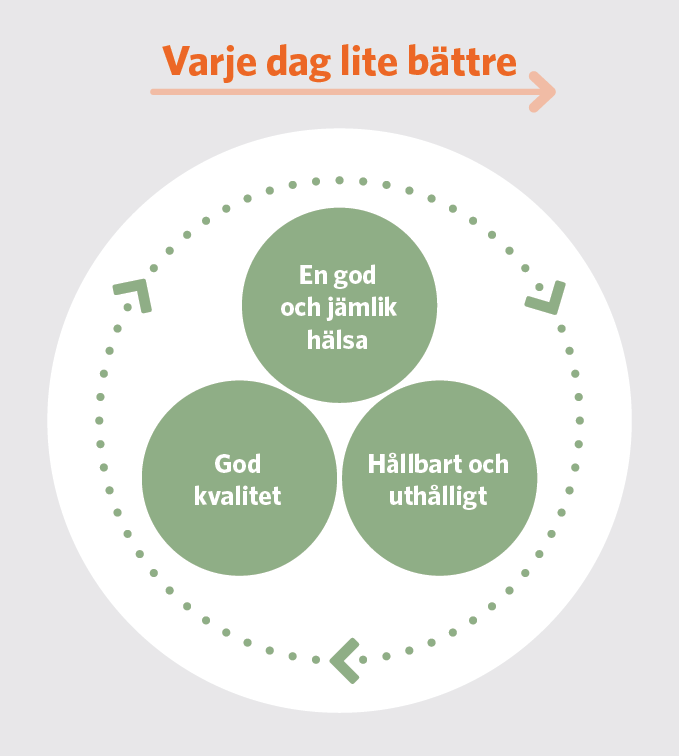 Varje dag lite bättre
En god
och jämlik
hälsa
God
kvalitet
Hållbart och
uthålligt